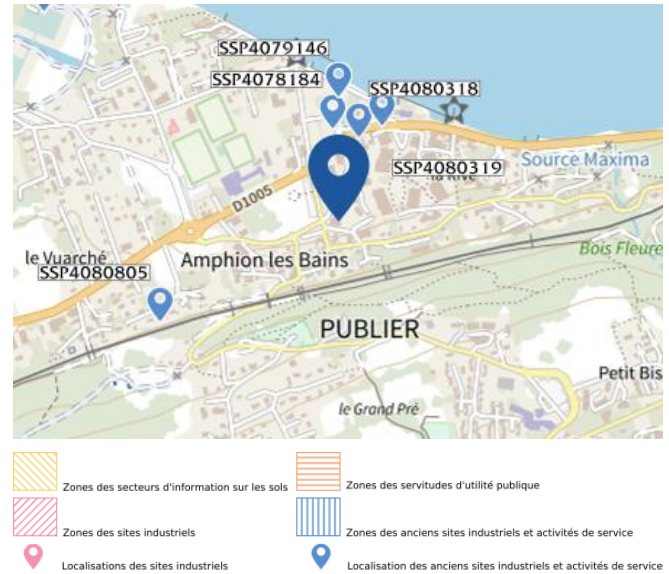 SSP4079146
SSP4078184
SSP4080318
SSP4080319
Source Maxima
D1005
le Vuarché
SSP4080805
Amphion les Bains
Bois Fleure
PUBLIER
Petit Bis
le Grand Pré
Zones des secteurs d'information sur les sols
Zones des servitudes d'utilité publique
Zones des sites industriels
Zones des anciens sites industriels et activités de service
Localisations des sites industriels
Localisation des anciens sites industriels et activités de service